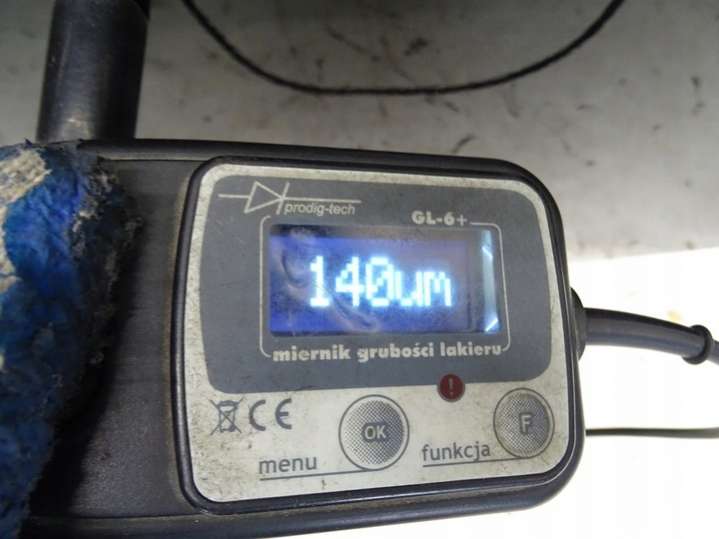 prodig-tech
GL-6+
140um
miernik grubości lakieru
!
CE
OK
F
menu
funkcja